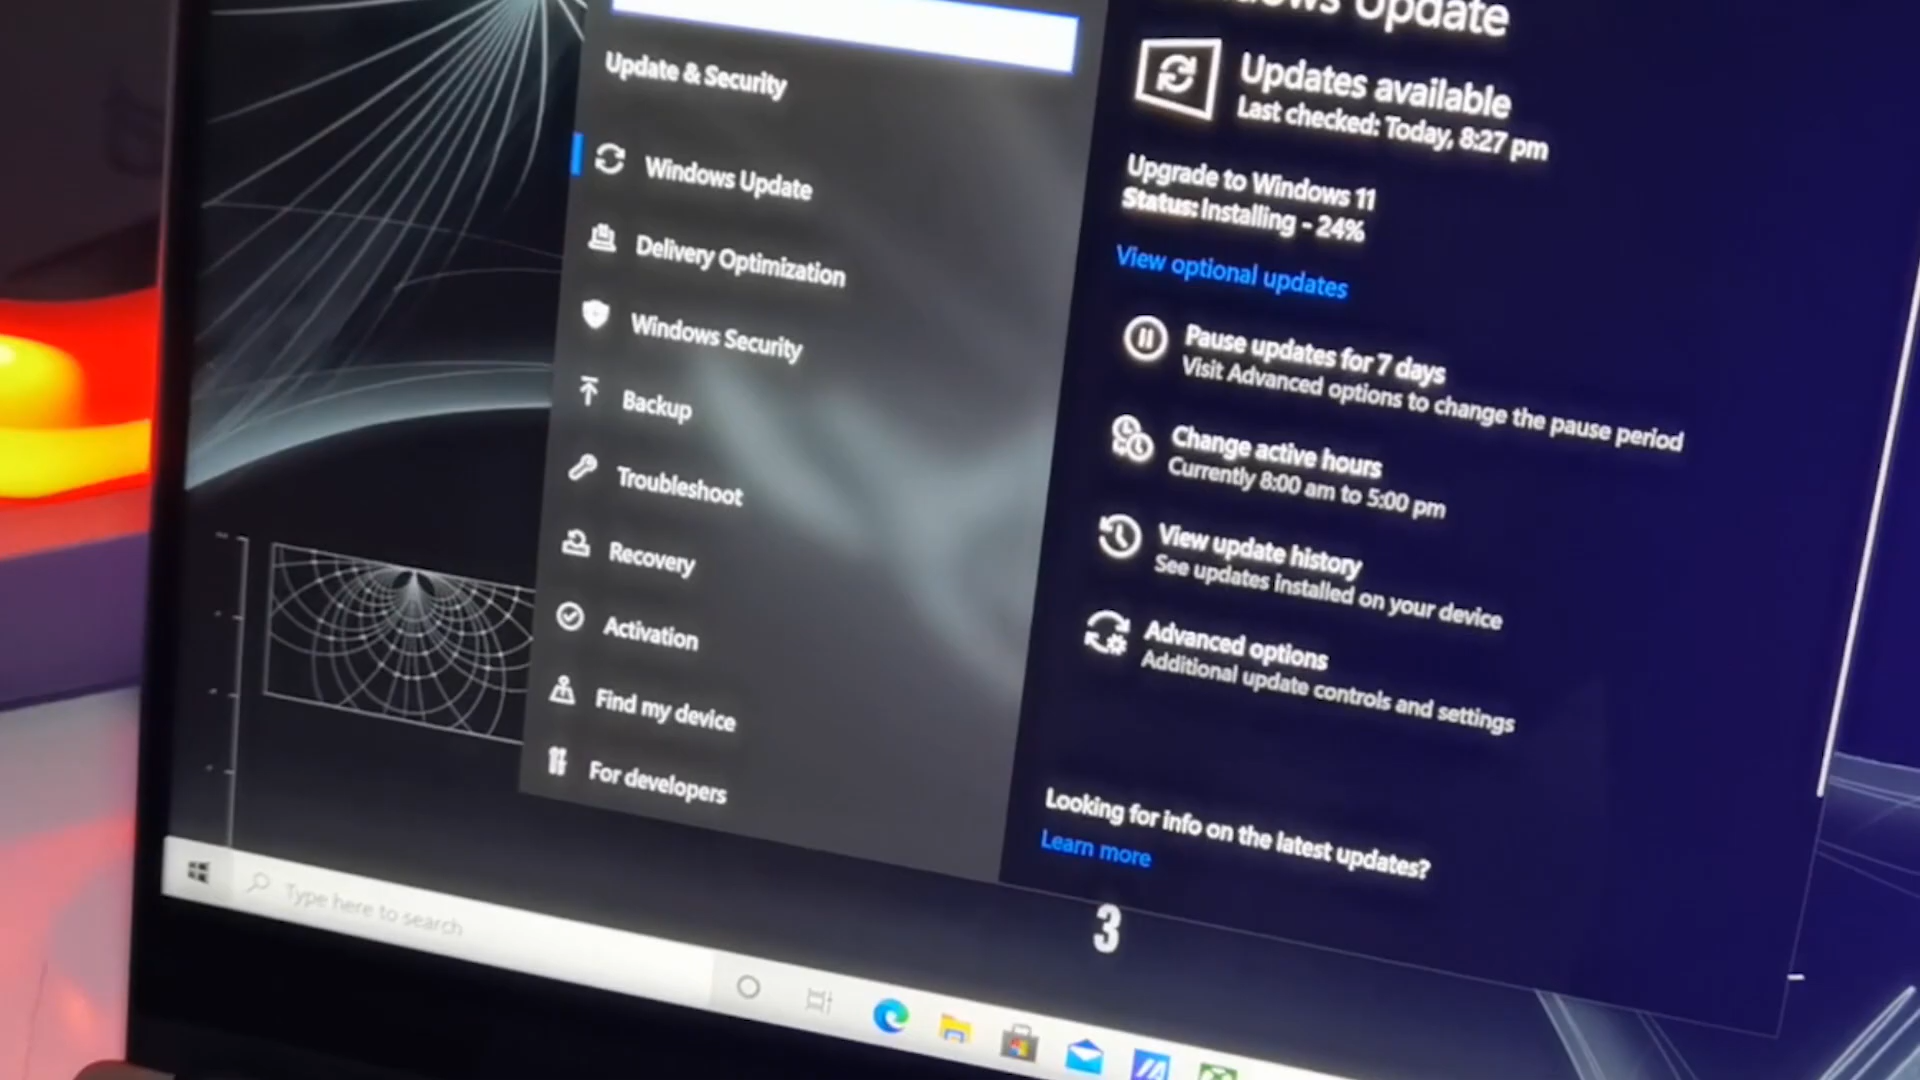 Update & Security
Windows Update
Delivery Optimization
Windows Security
Backup
Troubleshoot
Recovery
Activation
Find my device
For developers
Update
Updates available
Last checked: Today, 8:27 pm
Upgrade to Windows 11
Status: Installing - 24%
View optional updates
Pause updates for 7 days
Visit Advanced options to change the pause period
Change active hours
Currently 8:00 am to 5:00 pm
View update history
See updates installed on your device
Advanced options
Additional update controls and settings
Looking for info on the latest updates?
Learn more
3
Type here to search